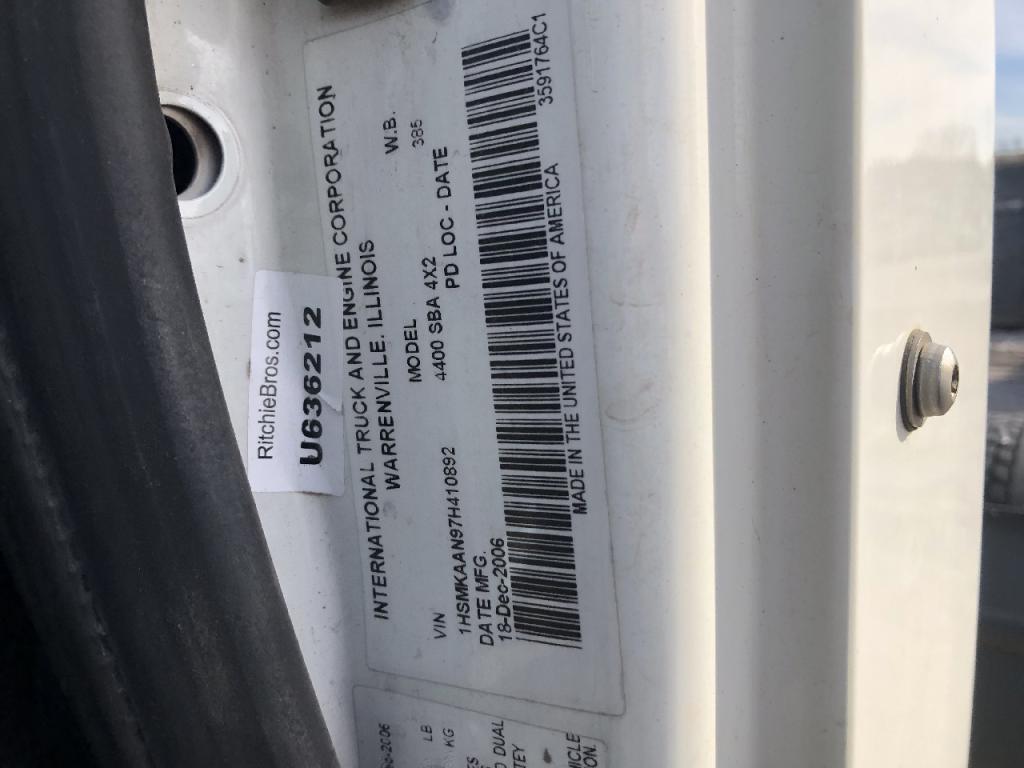 RitchieBros.com
U636212
INTERNATIONAL TRUCK AND ENGINE CORPORATION
WARRENVILLE, ILLINOIS
VIN MODEL W.B.
1HSMKAAN97H410892 4400 SBA 4X2 385
DATE MFG. PD LOC - DATE
18-Dec-2006
MADE IN THE UNITED STATES OF AMERICA 3591764C1
LB
KG
DUAL